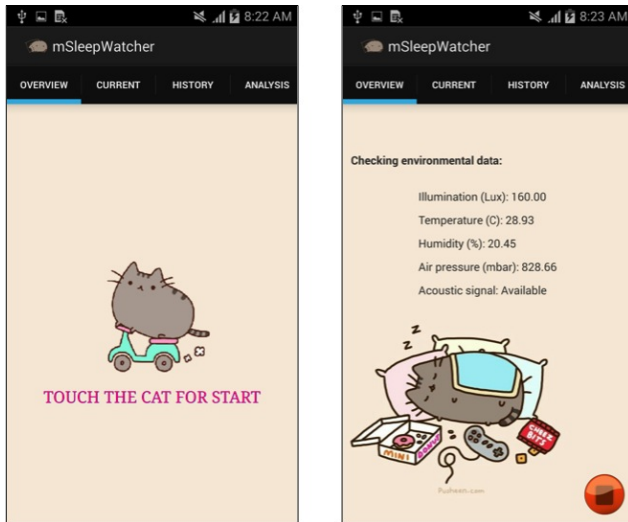 8:22 AM
mSleepWatcher
OVERVIEW CURRENT HISTORY ANALYSIS
TOUCH THE CAT FOR START
8:23 AM
mSleepWatcher
OVERVIEW CURRENT HISTORY ANALYSIS
Checking environmental data:
Illumination (Lux): 160.00
Temperature (C): 28.93
Humidity (%): 20.45
Air pressure (mbar): 828.66
Acoustic signal: Available
z
z
MINI
DONUTS
CHEEZ
BITS
Pusheen.com